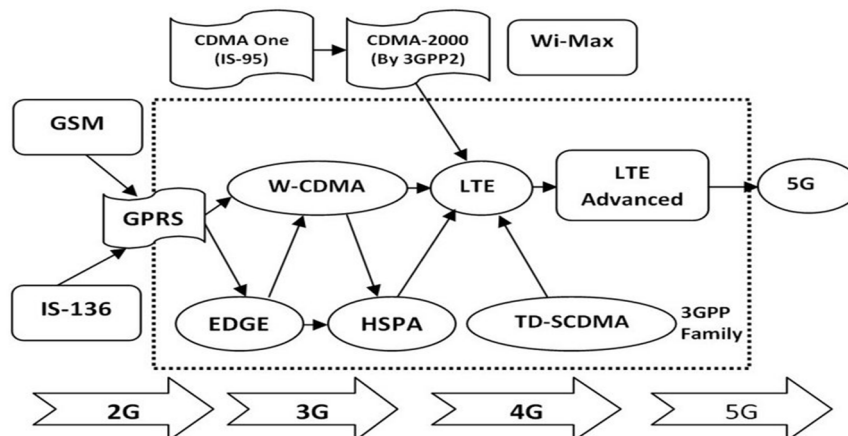 CDMA One
(IS-95)
CDMA-2000
(By 3GPP2)
Wi-Max
GSM
W-CDMA
LTE
LTE
Advanced
5G
GPRS
IS-136
EDGE
HSPA
TD-SCDMA
3GPP
Family
2G
3G
4G
5G